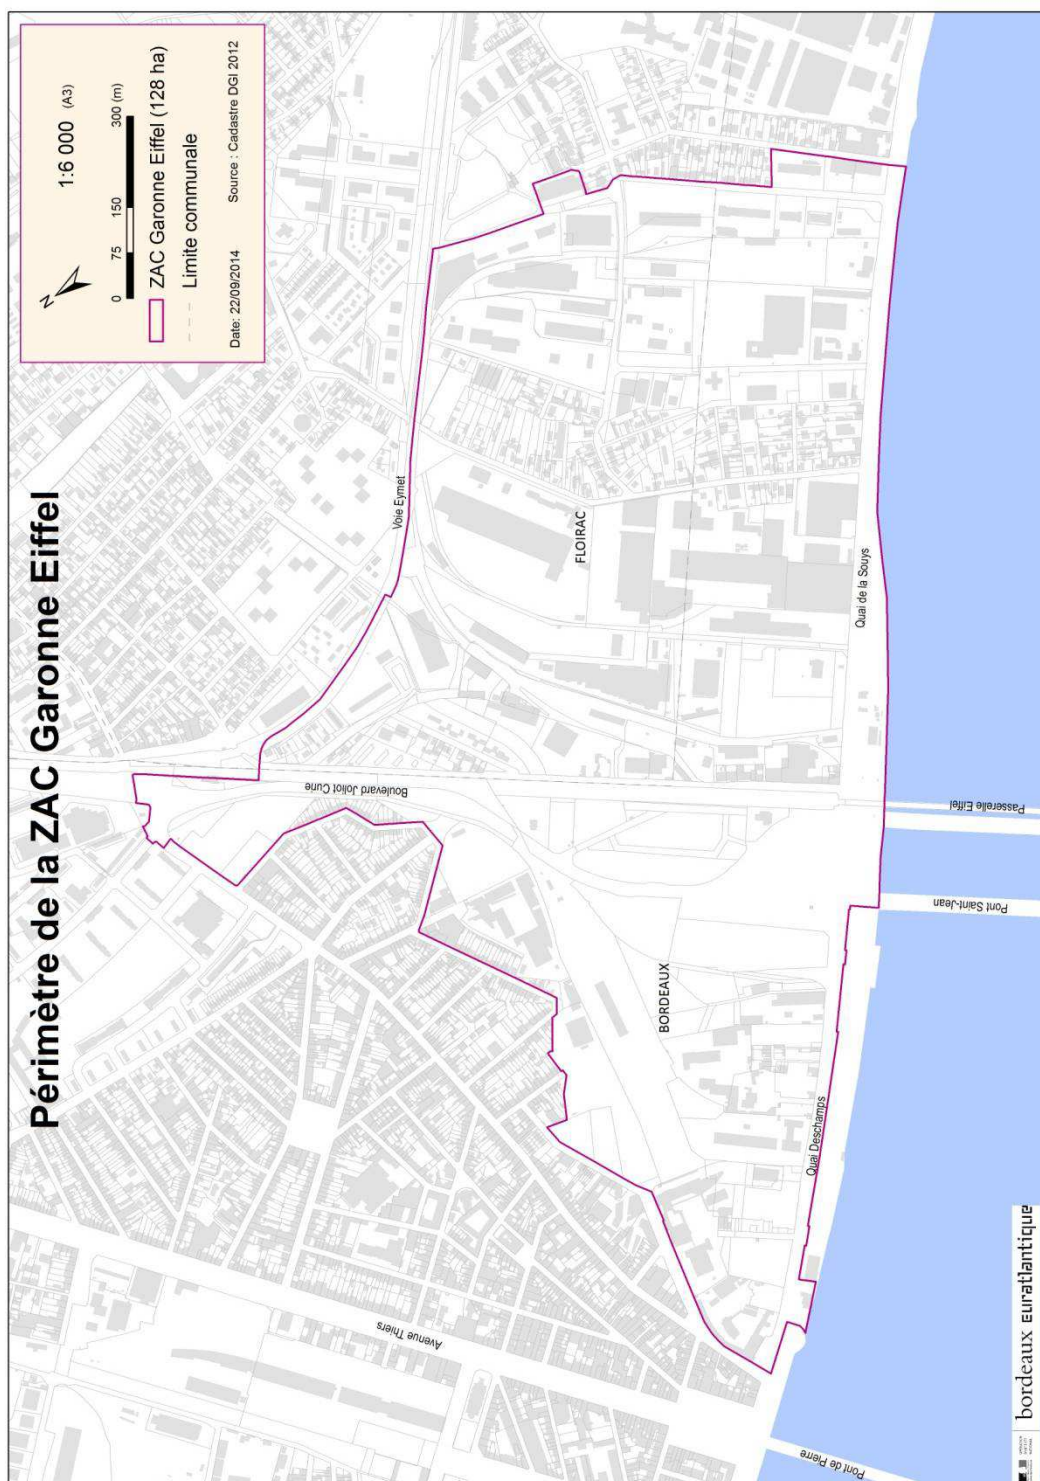 Périmètre de la ZAC Garonne Eiffel
N
1:6 000 (A3)
0 75 150 300 (m)
ZAC Garonne Eiffel (128 ha)
Limite communale
Date: 22/09/2014 Source : Cadastre DGI 2012
Voie Eymet
Boulevard Joliot Curie
FLOIRAC
BORDEAUX
Quai de la Souys
Quai Deschamps
Avenue Thiers
Passerelle Eiffel
Pont Saint-Jean
Pont de Pierre
bordeaux euratlantique